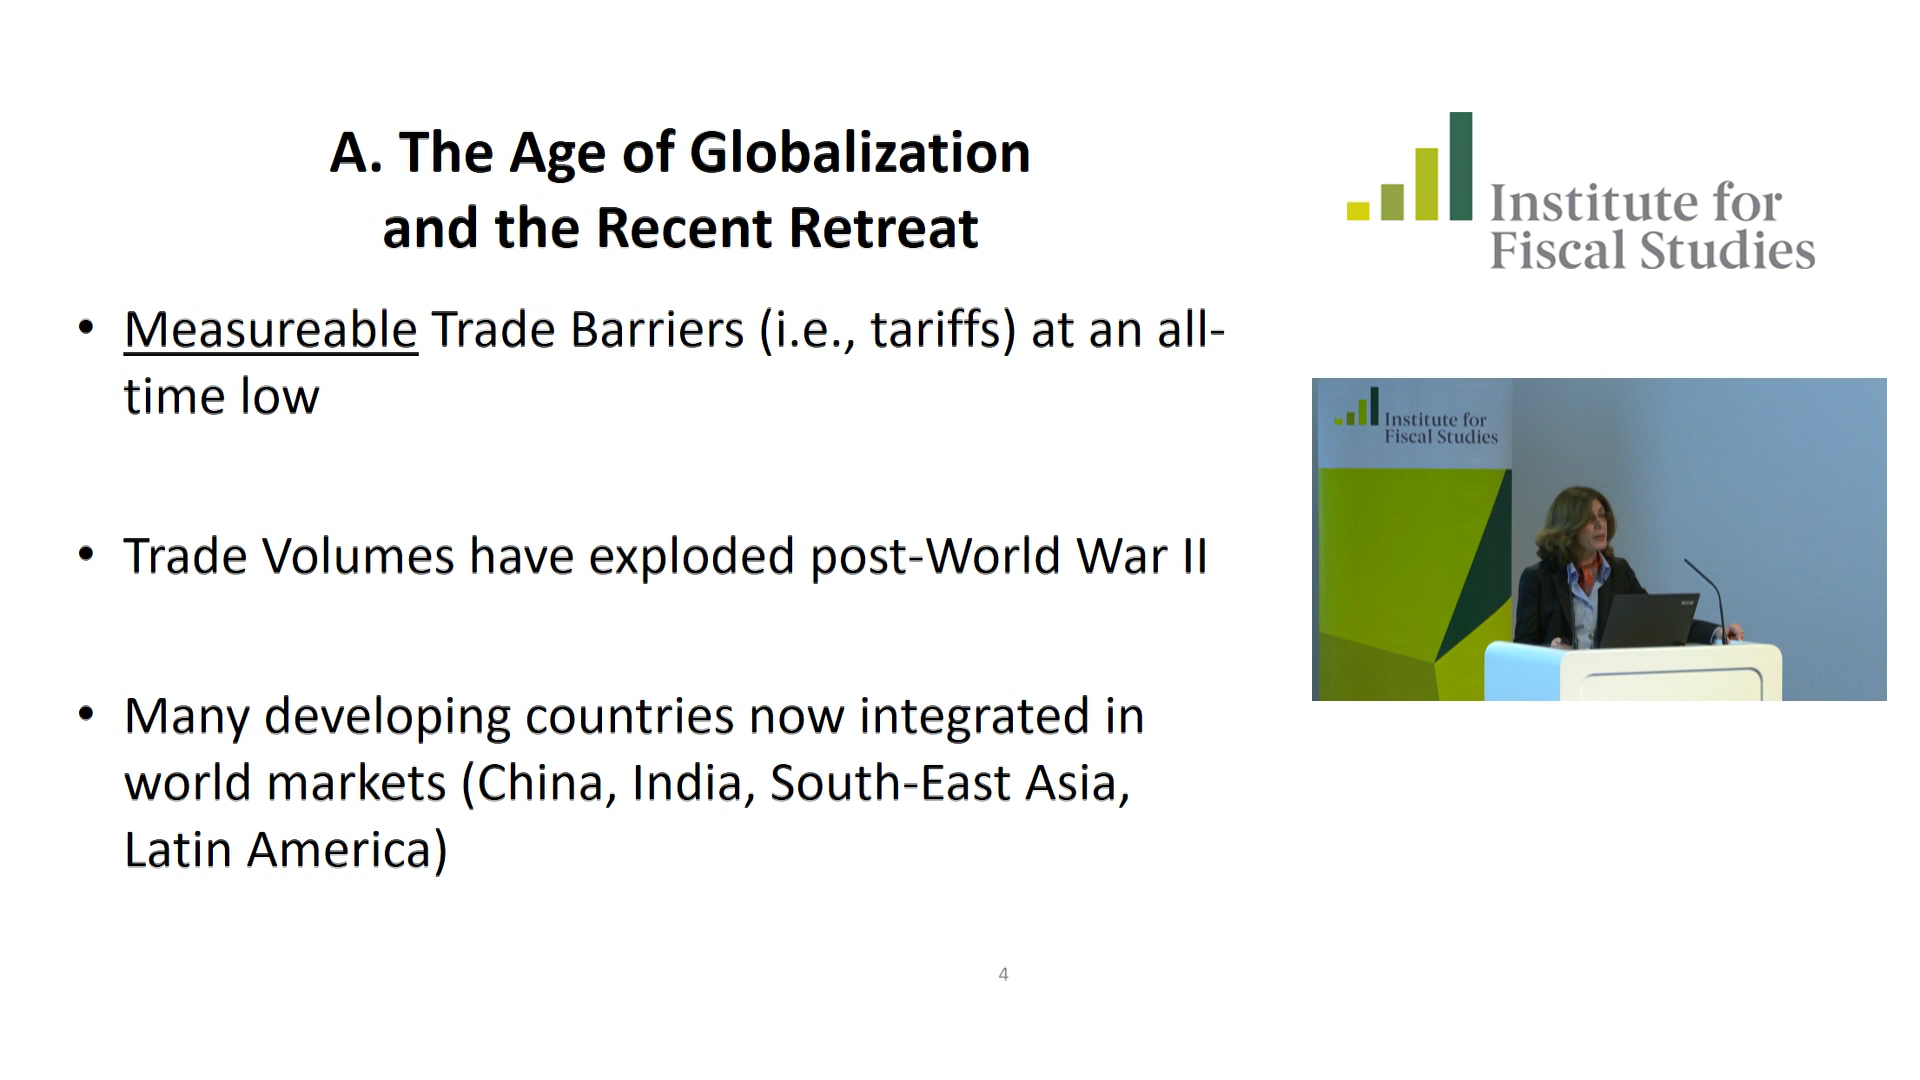 A. The Age of Globalization
and the Recent Retreat
• Measureable Trade Barriers (i.e., tariffs) at an all-
time low
• Trade Volumes have exploded post-World War II
• Many developing countries now integrated in
world markets (China, India, South-East Asia,
Latin America)
4
Institute for
Fiscal Studies
Institute for
Fiscal Studies